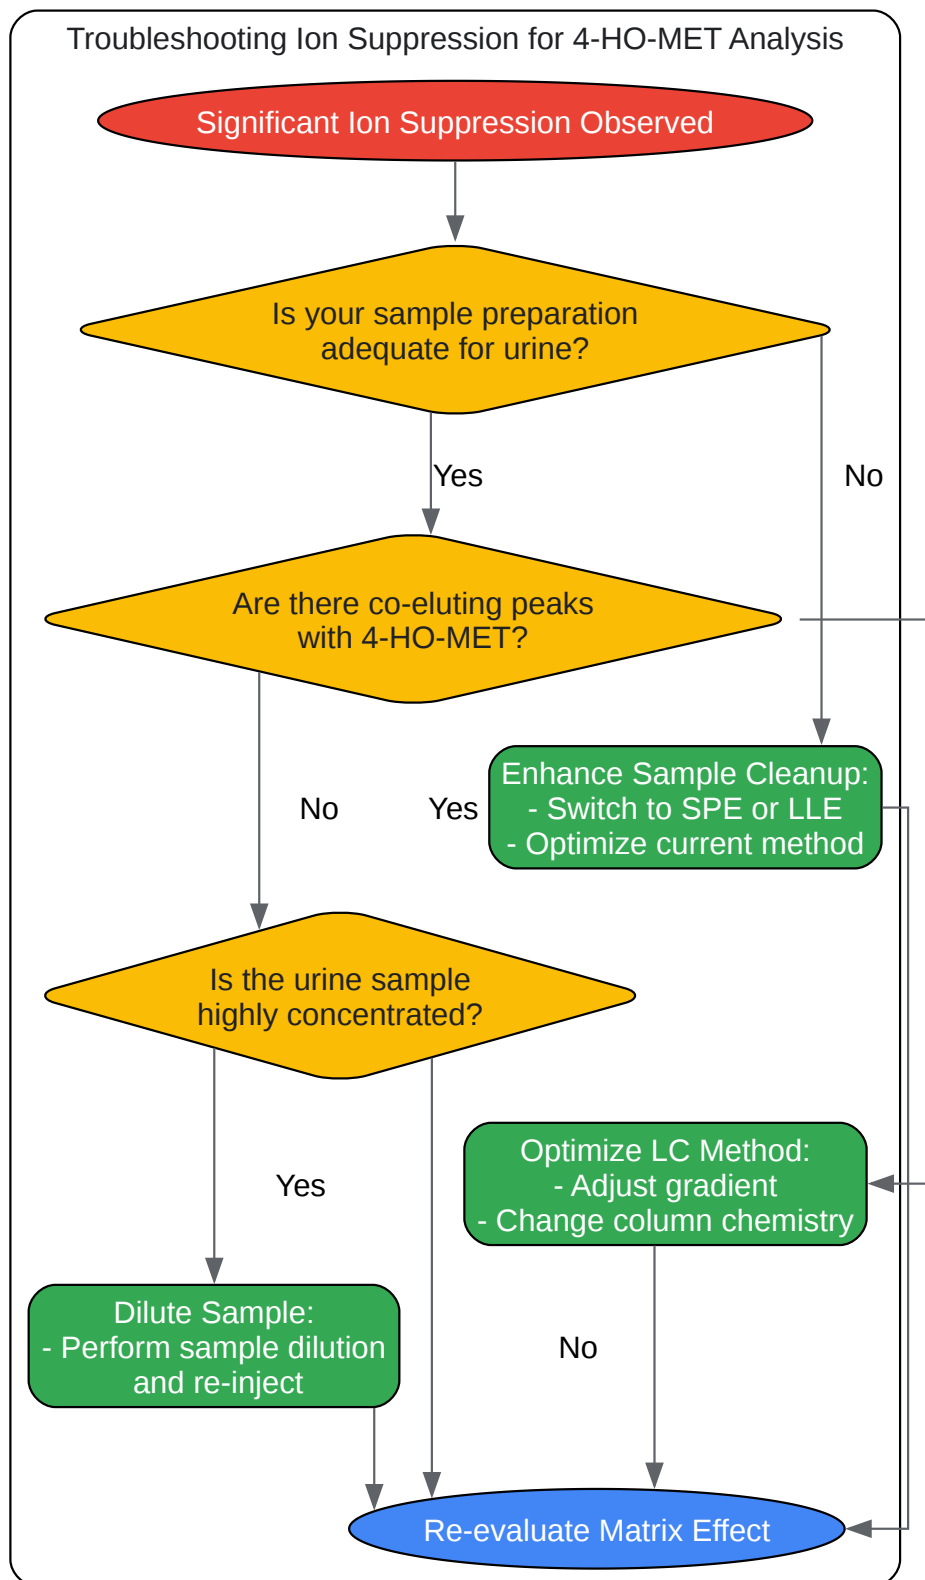 Troubleshooting Ion Suppression for 4-HO-MET Analysis
Significant Ion Suppression Observed
Is your sample preparation
adequate for urine?
Yes
No
Are there co-eluting peaks
with 4-HO-MET?
No
Yes
Enhance Sample Cleanup:
- Switch to SPE or LLE
- Optimize current method
Is the urine sample
highly concentrated?
Yes
Optimize LC Method:
- Adjust gradient
- Change column chemistry
Dilute Sample:
- Perform sample dilution
and re-inject
No
Re-evaluate Matrix Effect